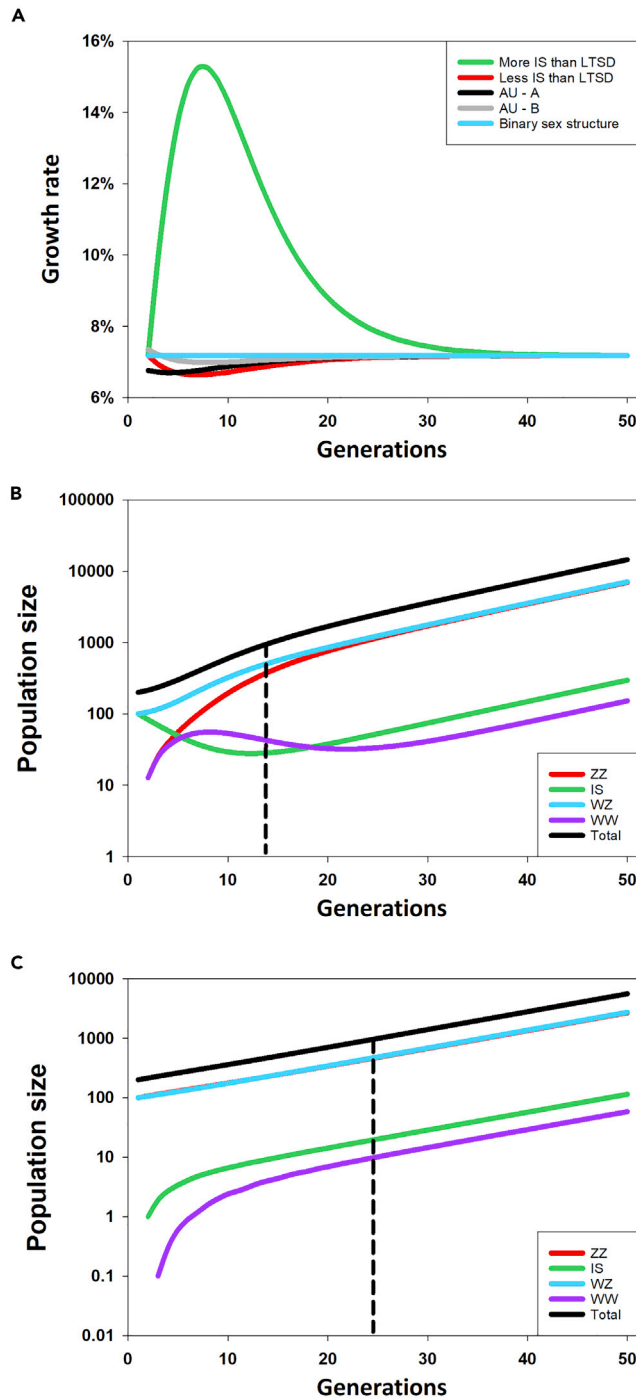 A
16%
14%
12%
10%
8%
6%
Growth rate
More IS than LTSD
Less IS than LTSD
AU - A
AU - B
Binary sex structure
0 10 20 30 40 50
Generations
B
100000
10000
1000
100
10
1
Population size
ZZ
IS
WZ
WW
Total
0 10 20 30 40 50
Generations
C
10000
1000
100
10
1
0.1
0.01
Population size
ZZ
IS
WZ
WW
Total
0 10 20 30 40 50
Generations